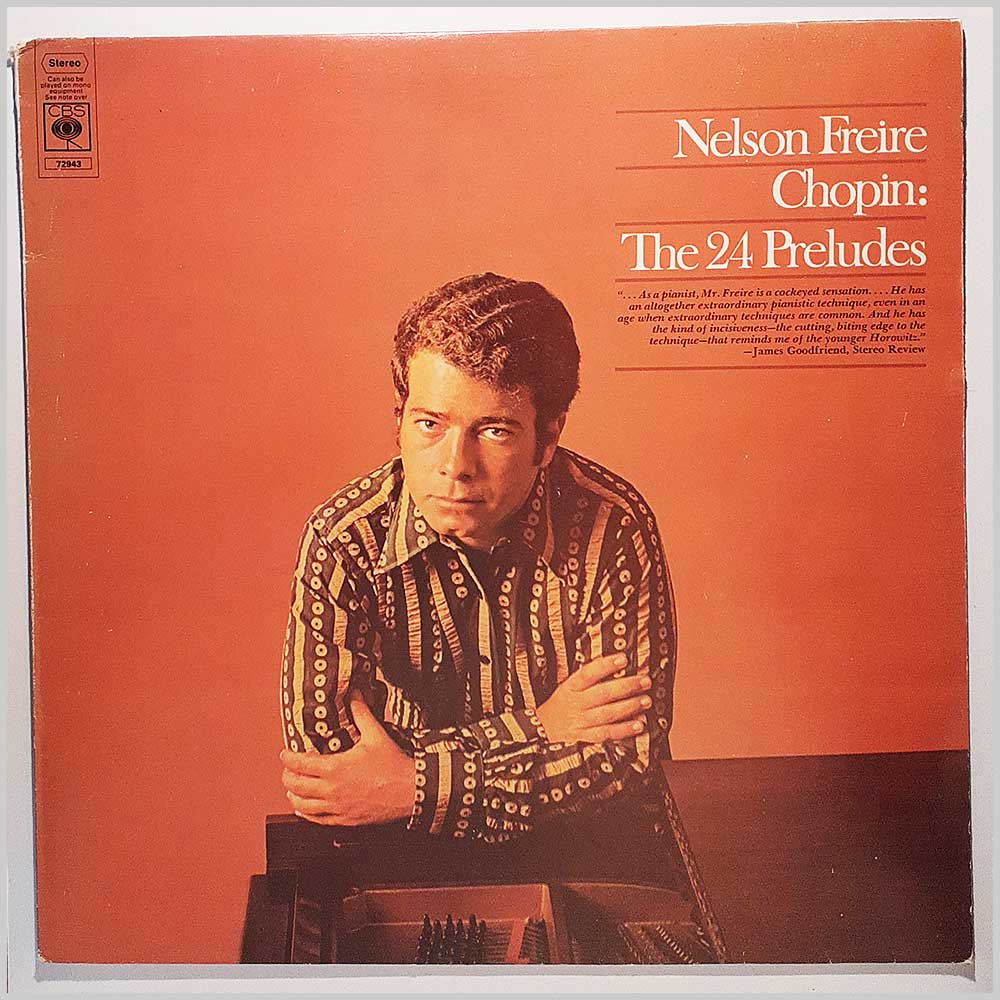 Stereo
Can also be
played on mono
equipment
See note over
CBS
72943
Nelson Freire
Chopin:
The 24 Preludes
“. . . As a pianist, Mr. Freire is a cockeyed sensation. . . . He has
an altogether extraordinary pianistic technique, even in an
age when extraordinary techniques are common. And he has
the kind of incisiveness—the cutting, biting edge to the
technique—that reminds me of the younger Horowitz.”
—James Goodfriend, Stereo Review